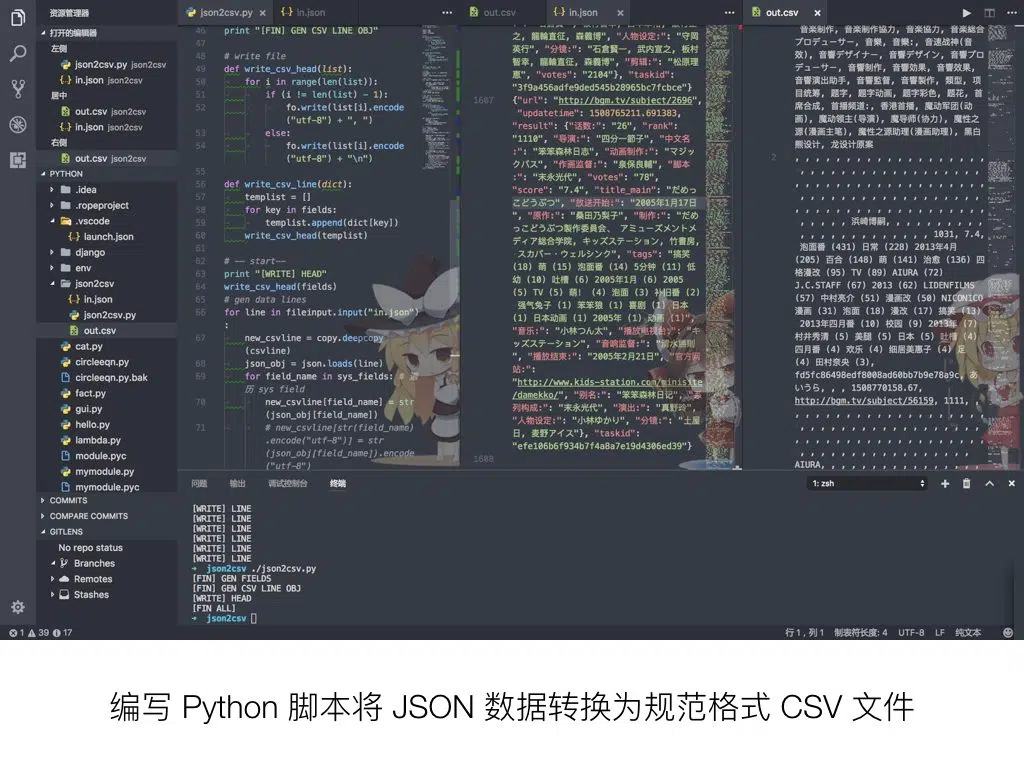 资源管理器
打开的编辑器
左侧
json2csv.py json2csv
in.json json2csv
居中
out.csv json2csv
in.json json2csv
右侧
out.csv json2csv
PYTHON
.idea
.ropeproject
.vscode
launch.json
django
env
json2csv
in.json
json2csv.py
out.csv
cat.py
circleeqn.py
circleeqn.py.bak
fact.py
gui.py
hello.py
lambda.py
module.pyc
mymodule.py
mymodule.pyc
COMMITS
COMPARE COMMITS
GITLENS
No repo status
Branches
Remotes
Stashes
json2csv.py
in.json
46 print "[FIN] GEN CSV LINE OBJ"
47
48 # write file
49 def write_csv_head(list):
50 for i in range(len(list)):
51 if (i != len(list) - 1):
52 fo.write(list[i].encode
("utf-8") + ", ")
53 else:
54 fo.write(list[i].encode
("utf-8") + "\n")
55
56 def write_csv_line(dict):
57 templist = []
58 for key in fields:
59 templist.append(dict[key])
60 write_csv_head(templist)
61
62 # —— start——
63 print "[WRITE] HEAD"
64 write_csv_head(fields)
65 # gen data lines
66 for line in fileinput.input("in.json")
:
67 new_csvline = copy.deepcopy
(csvline)
68 json_obj = json.loads(line)
69 for field_name in sys_fields: # 遍
历 sys field
70 new_csvline[field_name] = str
(json_obj[field_name])
71 # new_csvline[str(field_name)
.encode("utf-8")] = str
(json_obj[field_name]).encode
("utf-8")
out.csv
in.json
之, 龍輪直征, 森義博", "人物设定:": "守岡
英行", "分镜:": "石倉賢一, 武内宣之, 板村
智幸, 龍輪直征, 森義博", "剪辑:": "松原理
恵", "votes": "2104"}, "taskid":
"3f9a456adfe9ded545b28965bc7fcbce"}
1607 {"url": "http://bgm.tv/subject/2696",
"updatetime": 1508765211.691383,
"result": {"话数:": "26", "rank":
"1110", "导演:": "四分一節子", "中文名
:": "笨笨森林日志", "动画制作:": "マジッ
クバス", "作画监督:": "泉保良輔", "脚本
:": "末永光代", "votes": "78",
"score": "7.4", "title_main": "だめっ
こどうぶつ", "放送开始:": "2005年1月17日
", "原作:": "桑田乃梨子", "制作:": "だめ
っこどうぶつ製作委員会、 アミューズメントメ
ディア総合学院, キッズステーション, 竹書房,
スカパー・ウェルシンク", "tags": "搞笑
(18) 萌 (15) 泡面番 (14) 5分钟 (11) 低
幼 (10) 吐槽 (6) 2005年1月 (6) 2005
(5) TV (5) 萌！ (4) 泡面 (3) 补旧番 (2)
强气兔子 (1) 笨笨狼 (1) 喜剧 (1) 日本
(1) 日本动画 (1) 2005年 (1) 动画 (1)",
"音乐:": "小林つん太", "播放电视台:": "キ
ッズステーション", "音响监督:": "清水勝則
", "播放结束:": "2005年2月21日", "官方网
站:":
"http://www.kids-station.com/minisite
/damekko/", "别名:": "笨笨森林日记", "系
列构成:": "末永光代", "演出:": "真野玲",
"人物设定:": "小林ゆかり", "分镜:": "土屋
日, 麦野アイス"}, "taskid":
"efe106b6f934b7f4a8a7e19d4306ed39"}
1608
out.csv
音楽制作, 音楽制作協力, 音楽協力, 音楽総合
プロデューサー, 音樂, 音樂:, 音速战神(音
效), 音響デザイナー, 音響デザイン, 音響プロ
デューサー, 音響制作, 音響効果, 音響效果,
音響演出助手, 音響監督, 音響製作, 類型, 项
目统筹, 题字, 題字动画, 題字彩色, 题花, 首
席合成, 首播频道:, 香港首播, 魔动军团(动
画), 魔动领主(导演), 魔导师(协力), 魔性之
源(漫画主笔), 魔性之源助理(漫画助理), 黑白
熊设计, 龙设计原案
2
浜崎博嗣,
, , , , , , , , , , 1031, 7.4,
泡面番 (431) 日常 (228) 2013年4月
(205) 百合 (148) 萌 (141) 治愈 (136) 四
格漫改 (95) TV (89) AIURA (72)
J.C.STAFF (67) 2013 (62) LIDENFILMS
(57) 中村亮介 (51) 漫画改 (50) NICONICO
漫画 (31) 泡面 (18) 漫改 (17) 搞笑 (13)
2013年四月番 (10) 校园 (9) 2013年 (7)
村井秀清 (5) 美腿 (5) 日本 (5) 吐槽 (4)
四月番 (4) 欢乐 (4) 细居美惠子 (4) 足
(4) 田村奈央 (3),
fd5fc86498edf8008ad60bb7b9e78a9c, あ
いうら, , , 1508770158.67,
http://bgm.tv/subject/56159, 1111, ,
AIURA, , , , , , , , , , , , , ,
问题 输出 调试控制台 终端
1: zsh
[WRITE] LINE
[WRITE] LINE
[WRITE] LINE
[WRITE] LINE
[WRITE] LINE
[WRITE] LINE
→ json2csv ./json2csv.py
[FIN] GEN FIELDS
[FIN] GEN CSV LINE OBJ
[WRITE] HEAD
[FIN ALL]
→ json2csv
1 39 17
行 1，列 1 制表符长度: 4 UTF-8 LF 纯文本
编写 Python 脚本将 JSON 数据转换为规范格式 CSV 文件